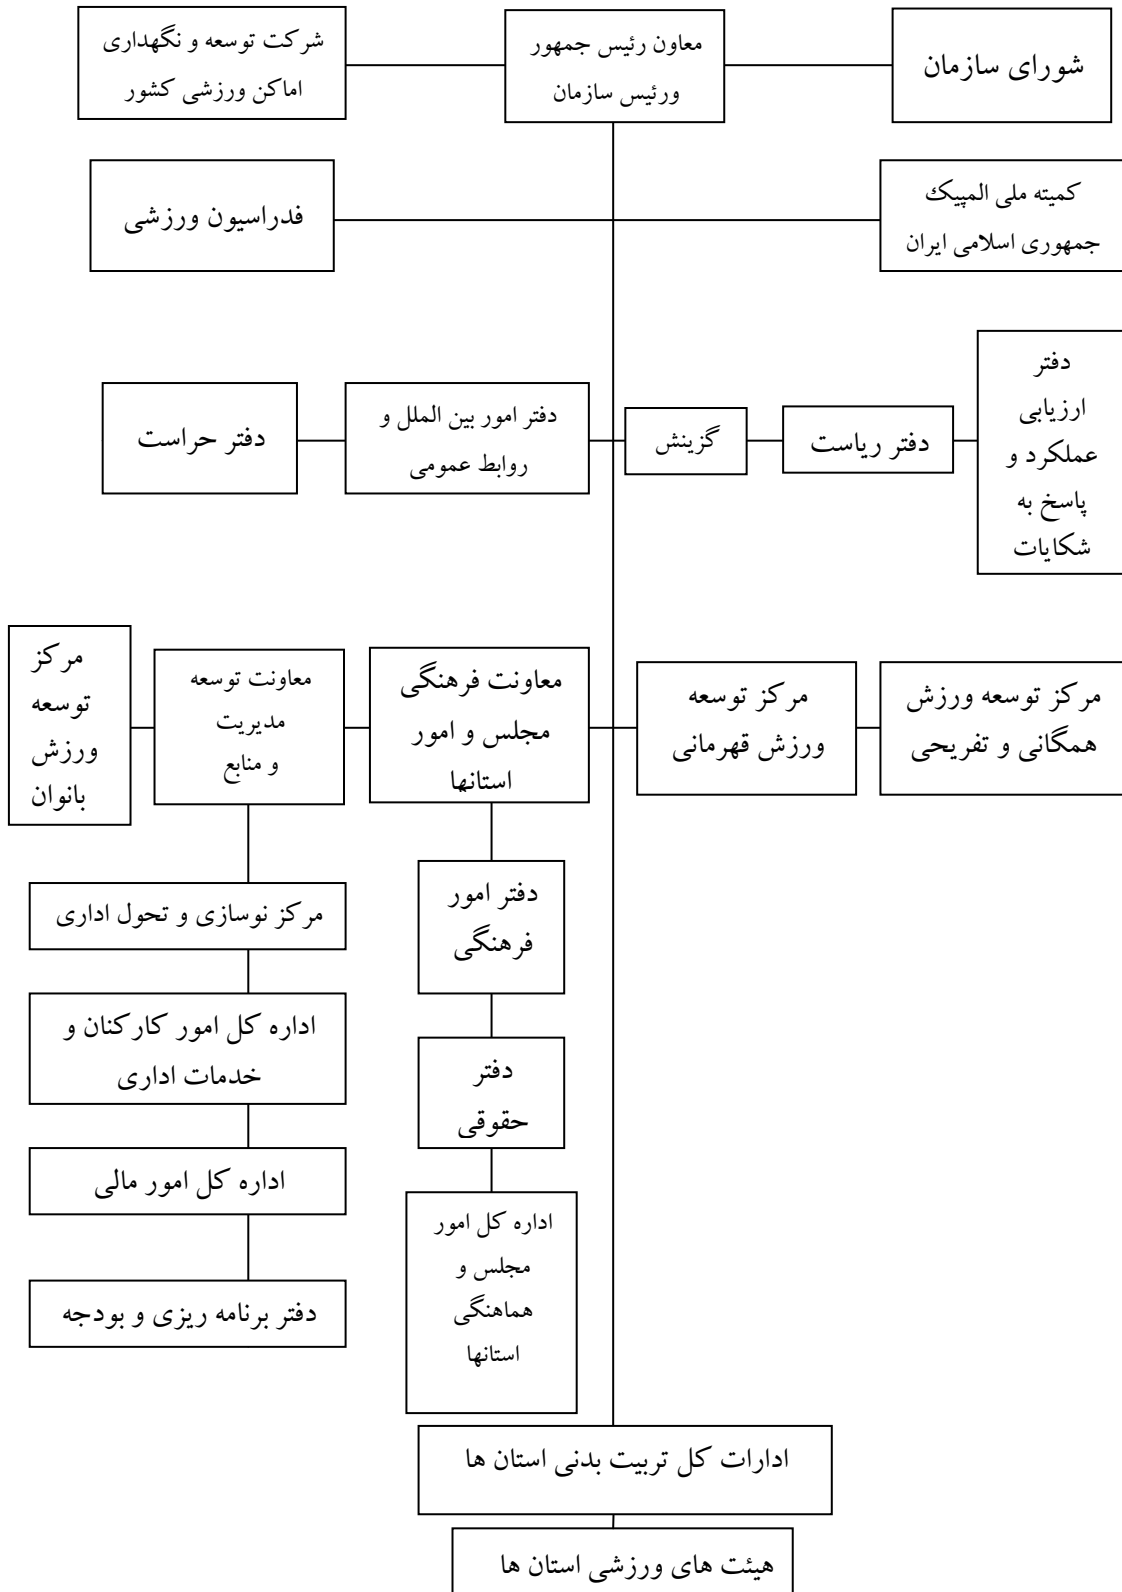 شورای سازمان
معاون رئیس جمهور
ورئیس سازمان
شرکت توسعه و نگهداری
اماکن ورزشی کشور
کمیته ملی المپیک
جمهوری اسلامی ایران
فدراسیون ورزشی
دفتر
ارزیابی
عملکرد و
پاسخ به
شکایات
دفتر ریاست
گزینش
دفتر امور بین الملل و
روابط عمومی
دفتر حراست
مرکز توسعه ورزش
همگانی و تفریحی
مرکز توسعه
ورزش قهرمانی
معاونت فرهنگی
مجلس و امور
استانها
معاونت توسعه
مدیریت
و منابع
مرکز
توسعه
ورزش
بانوان
دفتر امور
فرهنگی
دفتر
حقوقی
اداره کل امور
مجلس و
هماهنگی
استانها
مرکز نوسازی و تحول اداری
اداره کل امور کارکنان و
خدمات اداری
اداره کل امور مالی
دفتر برنامه ریزی و بودجه
ادارات کل تربیت بدنی استان ها
هیئت های ورزشی استان ها